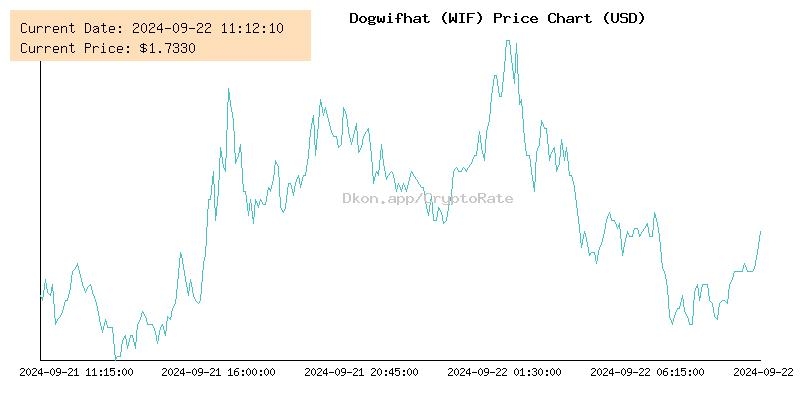 Dogwifhat (WIF) Price Chart (USD)
Current Date: 2024-09-22 11:12:10
Current Price: $1.7330
Dkon.app/CryptoRate
2024-09-21 11:15:00 2024-09-21 16:00:00 2024-09-21 20:45:00 2024-09-22 01:30:00 2024-09-22 06:15:00 2024-09-22